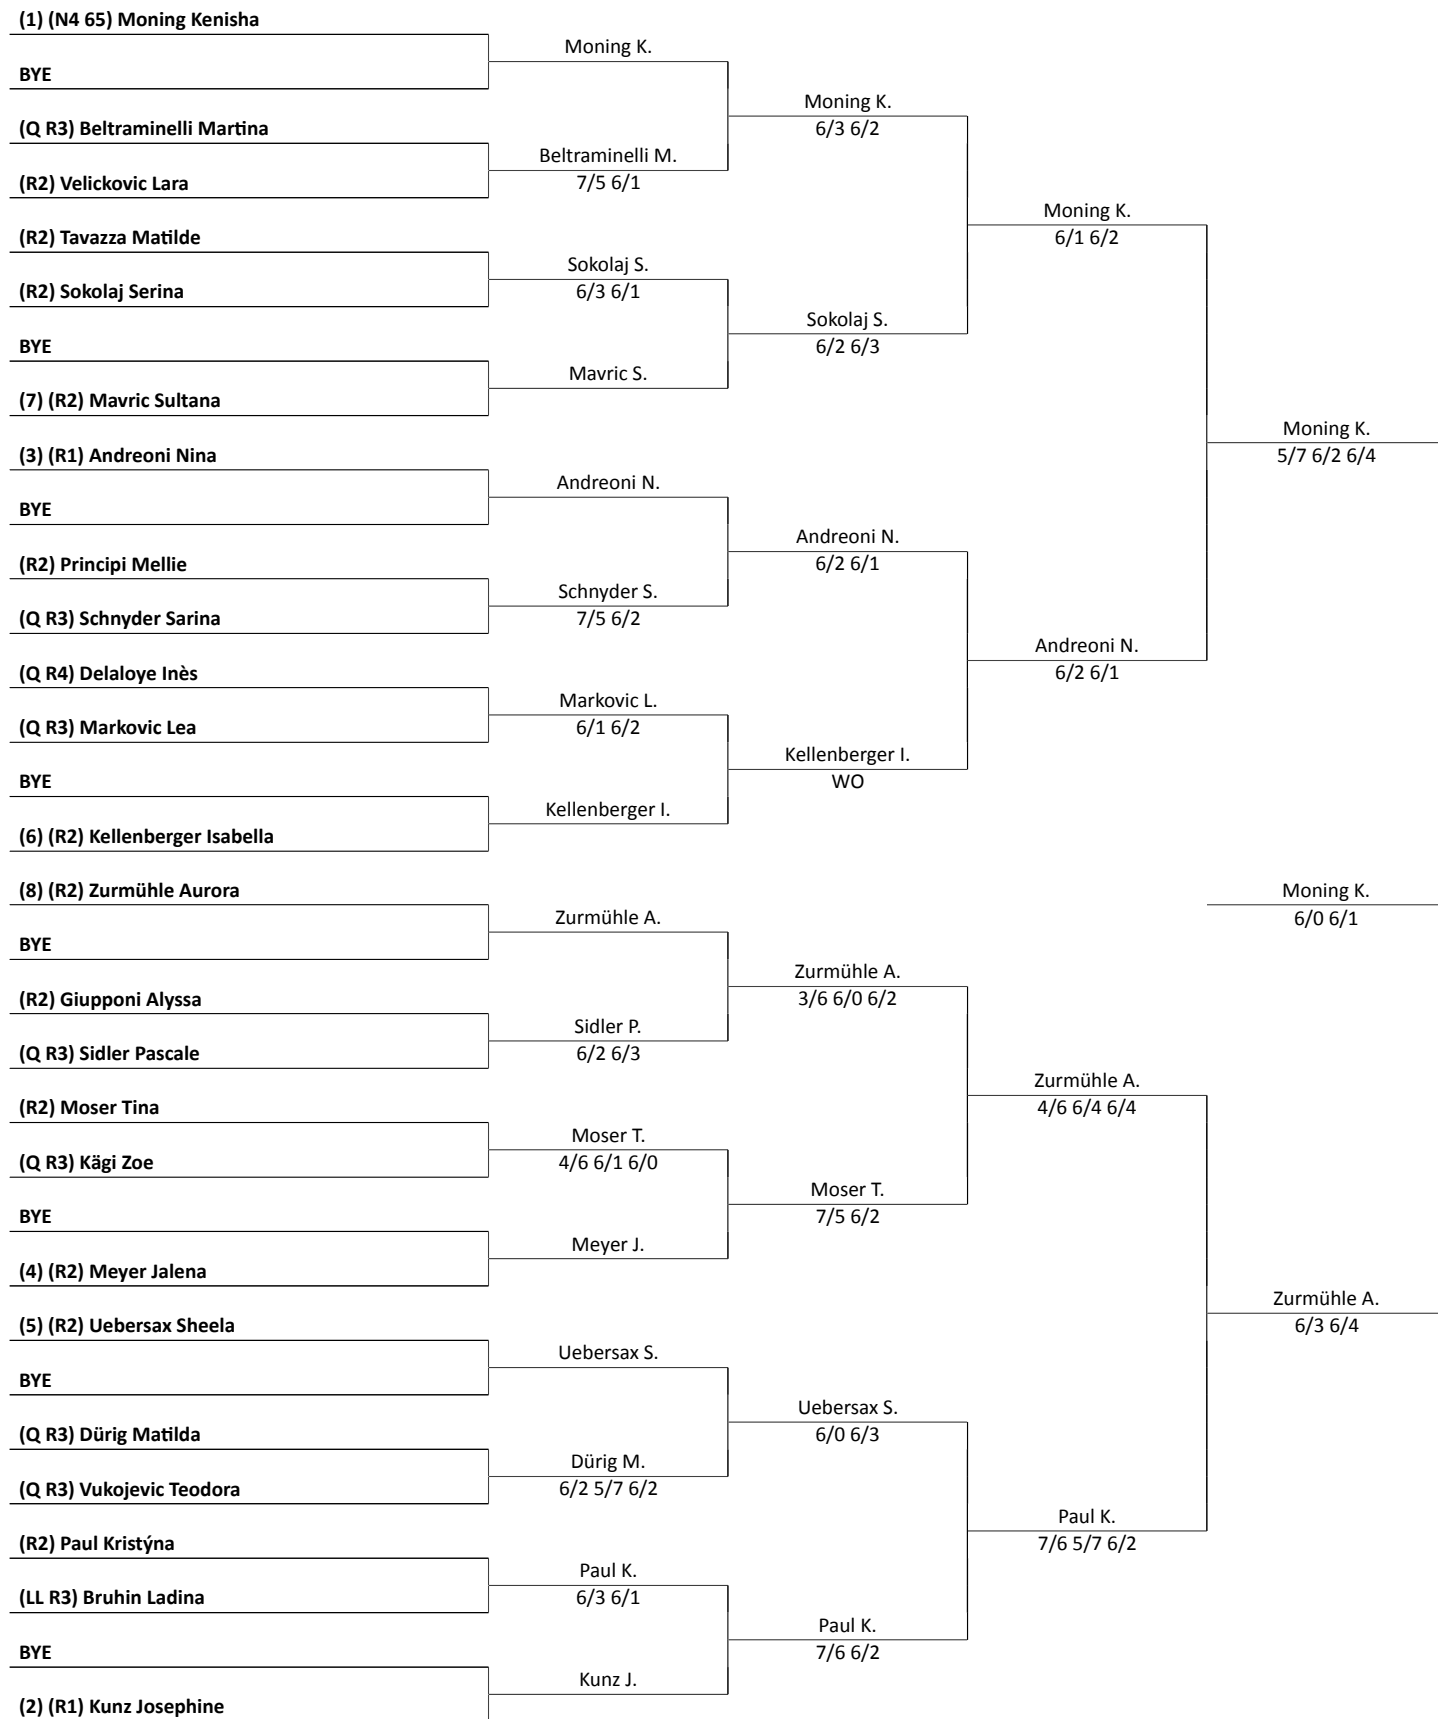 (1) (N4 65) Moning Kenisha
BYE
(Q R3) Beltraminelli Martina
(R2) Velickovic Lara
(R2) Tavazza Matilde
(R2) Sokolaj Serina
BYE
(7) (R2) Mavric Sultana
(3) (R1) Andreoni Nina
BYE
(R2) Principi Mellie
(Q R3) Schnyder Sarina
(Q R4) Delaloye Inès
(Q R3) Markovic Lea
BYE
(6) (R2) Kellenberger Isabella
(8) (R2) Zurmühle Aurora
BYE
(R2) Giupponi Alyssa
(Q R3) Sidler Pascale
(R2) Moser Tina
(Q R3) Kägi Zoe
BYE
(4) (R2) Meyer Jalena
(5) (R2) Uebersax Sheela
BYE
(Q R3) Dürig Matilda
(Q R3) Vukojevic Teodora
(R2) Paul Kristýna
(LL R3) Bruhin Ladina
BYE
(2) (R1) Kunz Josephine
Moning K.
Beltraminelli M.
7/5 6/1
Sokolaj S.
6/3 6/1
Mavric S.
Andreoni N.
Schnyder S.
7/5 6/2
Markovic L.
6/1 6/2
Kellenberger I.
Zurmühle A.
Sidler P.
6/2 6/3
Moser T.
4/6 6/1 6/0
Meyer J.
Uebersax S.
Dürig M.
6/2 5/7 6/2
Paul K.
6/3 6/1
Kunz J.
Moning K.
6/3 6/2
Sokolaj S.
6/2 6/3
Andreoni N.
6/2 6/1
Kellenberger I.
WO
Zurmühle A.
3/6 6/0 6/2
Moser T.
7/5 6/2
Uebersax S.
6/0 6/3
Paul K.
7/6 6/2
Moning K.
6/1 6/2
Andreoni N.
6/2 6/1
Zurmühle A.
4/6 6/4 6/4
Paul K.
7/6 5/7 6/2
Moning K.
5/7 6/2 6/4
Moning K.
6/0 6/1
Zurmühle A.
6/3 6/4